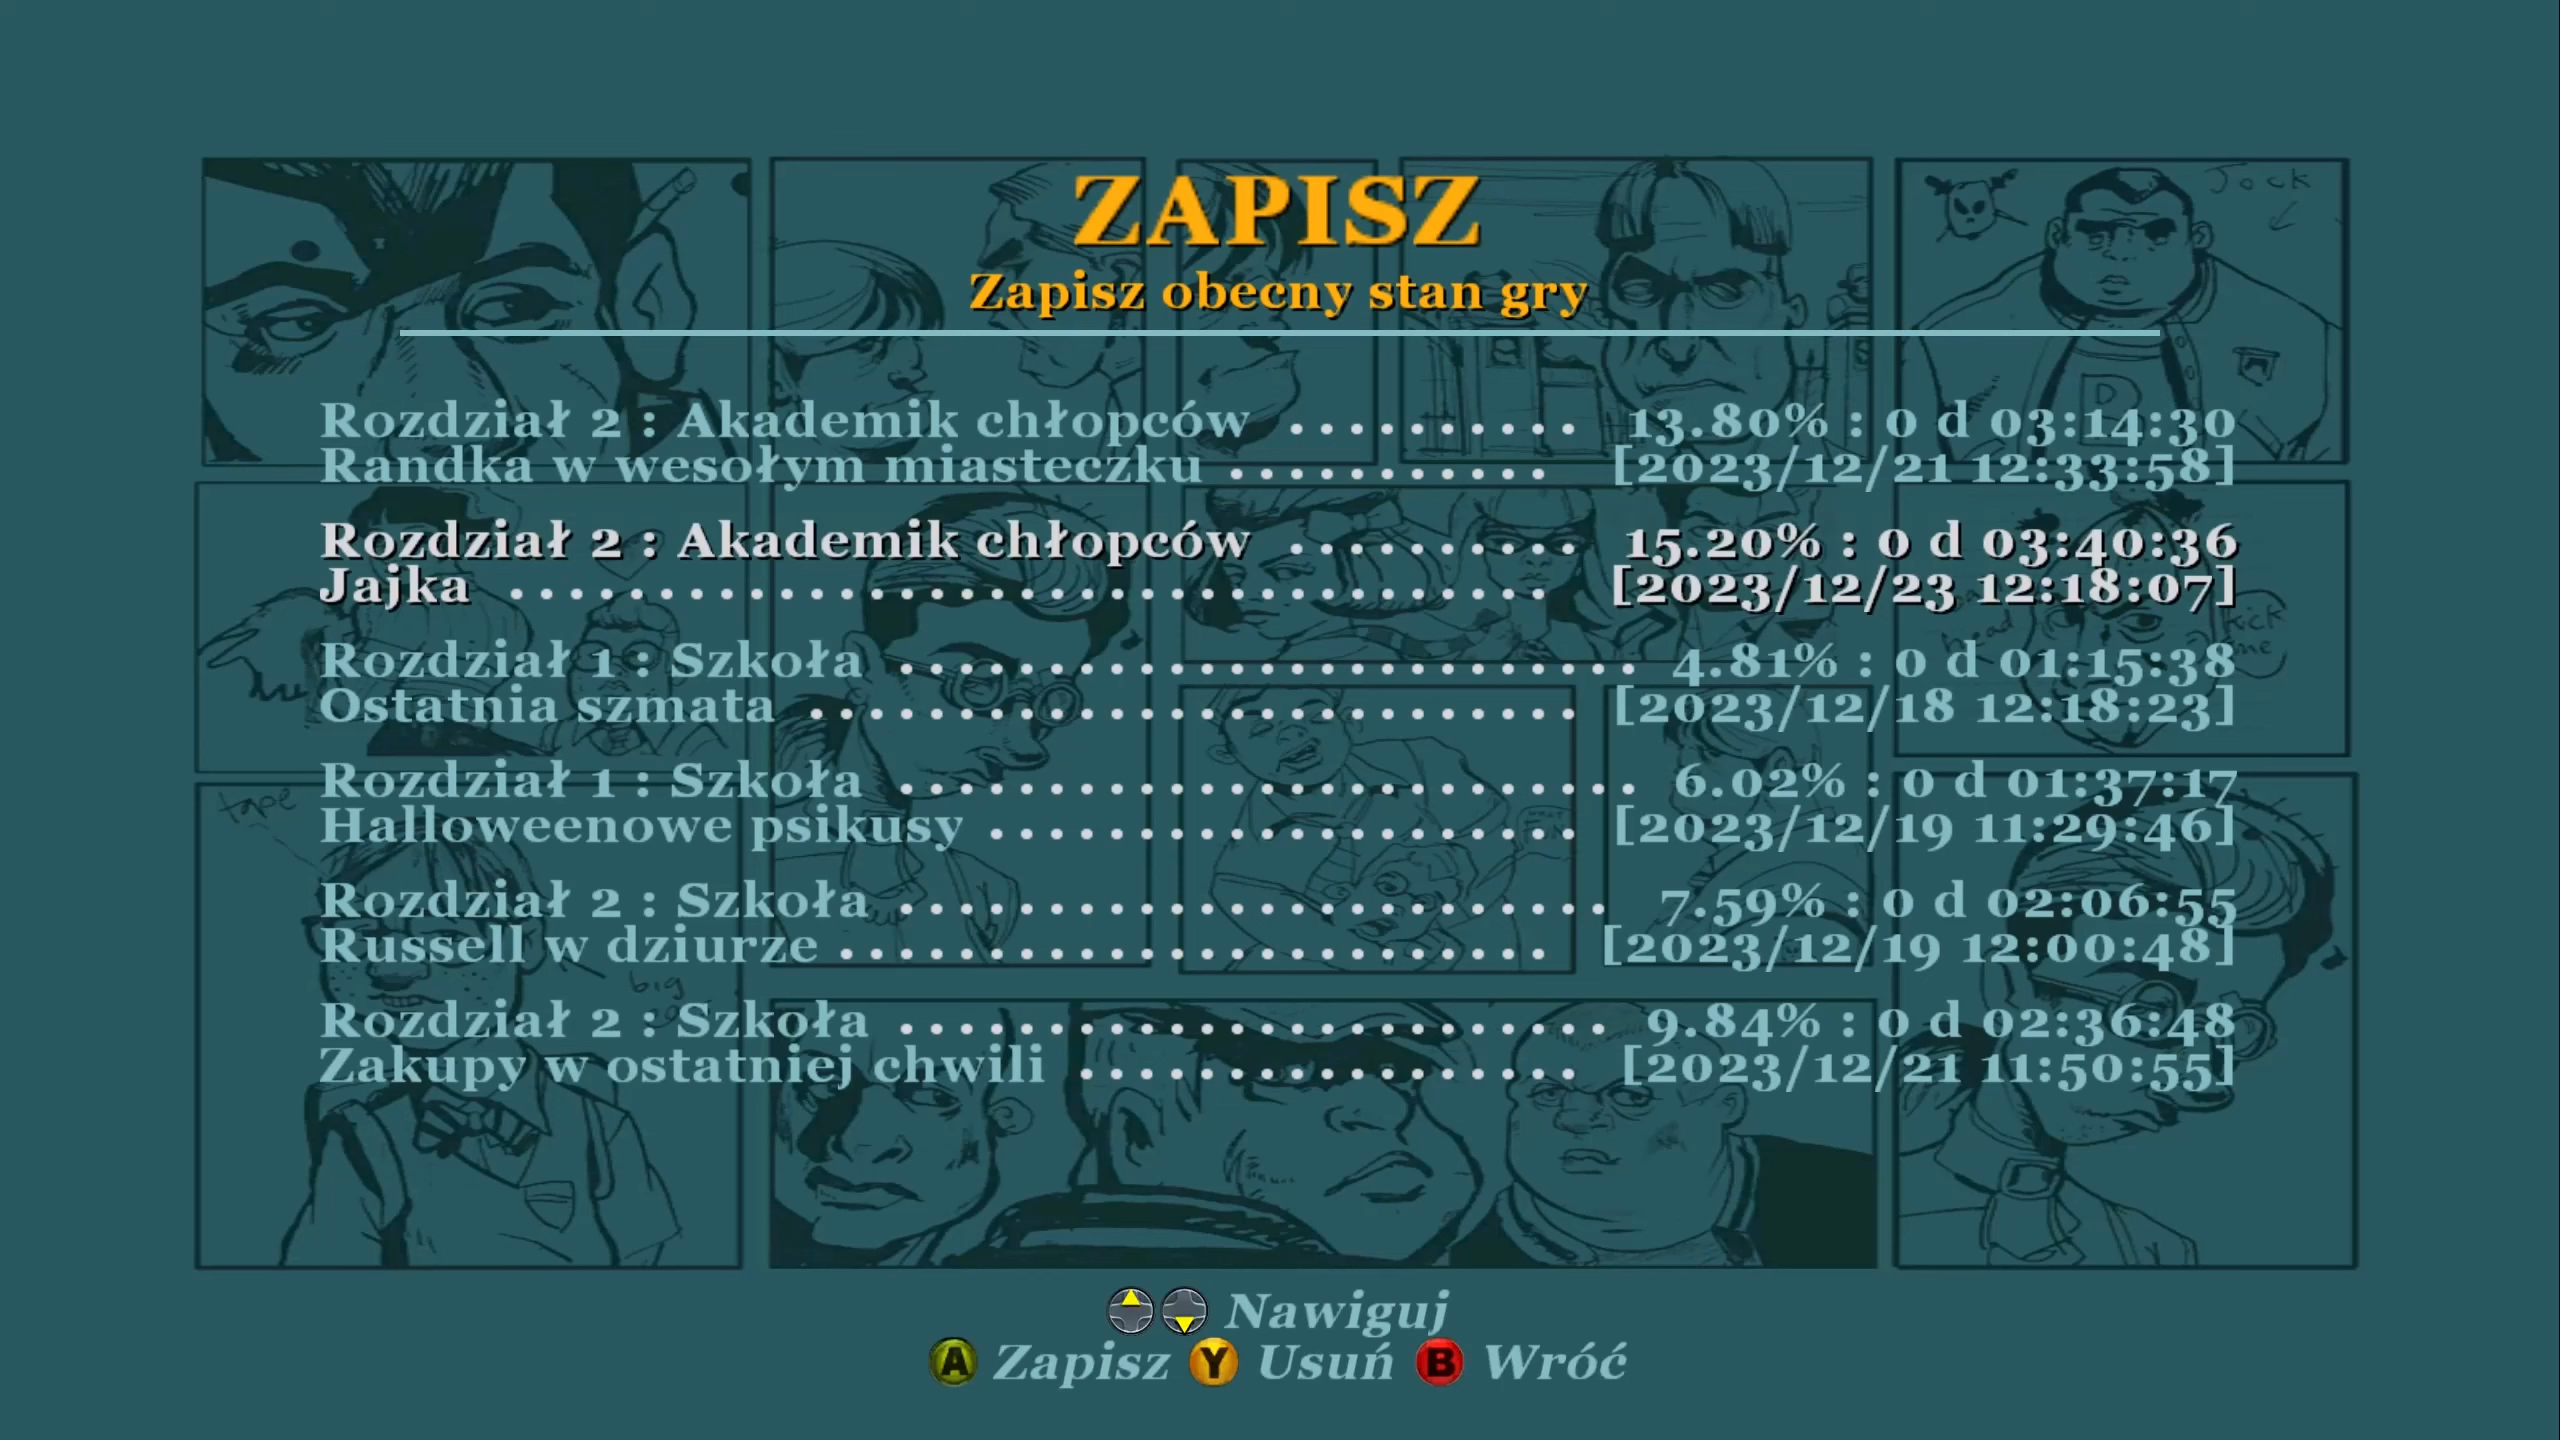 Jock
ZAPISZ
Zapisz obecny stan gry
Rozdział 2 : Akademik chłopców .......... 13.80% : 0 d 03:14:30
Randka w wesołym miasteczku ........... [2023/12/21 12:33:58]
Rozdział 2 : Akademik chłopców .......... 15.20% : 0 d 03:40:36
Jajka ................................... [2023/12/23 12:18:07]
kick
me
head
Rozdział 1 : Szkoła ......................... 4.81% : 0 d 01:15:38
Ostatnia szmata .......................... [2023/12/18 12:18:23]
Rozdział 1 : Szkoła ......................... 6.02% : 0 d 01:37:17
tape
Halloweenowe psikusy .................... [2023/12/19 11:29:46]
Rozdział 2 : Szkoła ........................ 7.59% : 0 d 02:06:55
Russell w dziurze ........................ [2023/12/19 12:00:48]
big
Rozdział 2 : Szkoła ........................ 9.84% : 0 d 02:36:48
Zakupy w ostatniej chwili ................. [2023/12/21 11:50:55]
Nawiguj
A Zapisz Y Usuń B Wróć